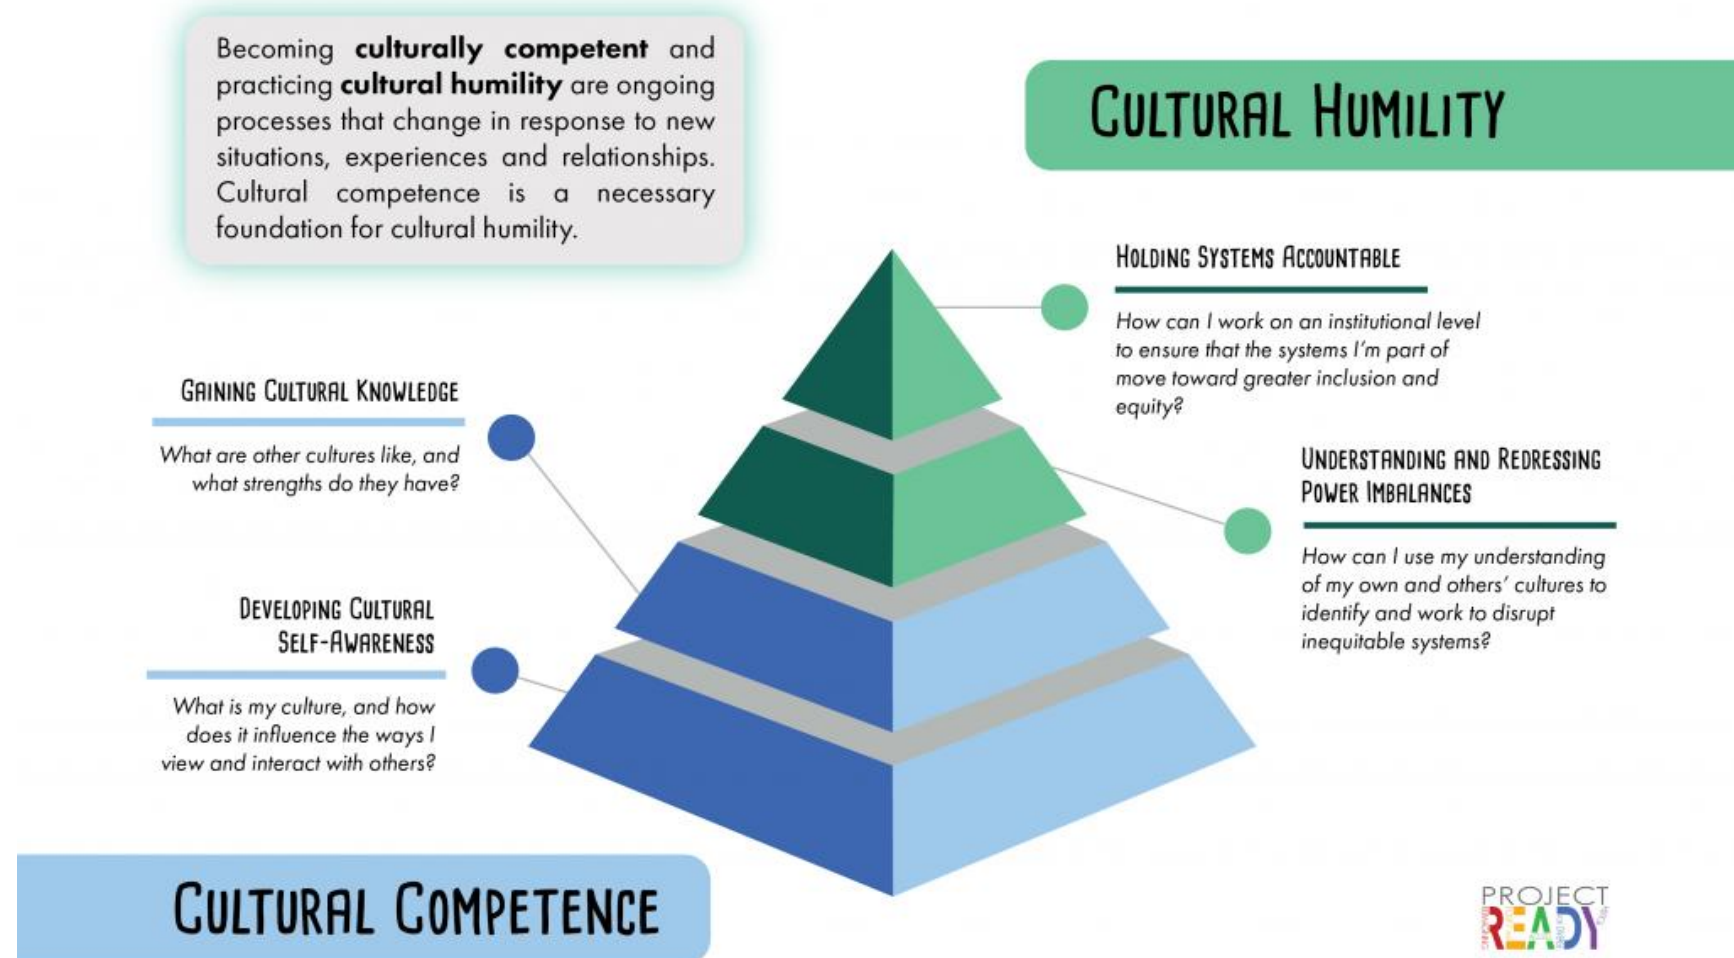 Becoming culturally competent and
practicing cultural humility are ongoing
processes that change in response to new
situations, experiences and relationships.
Cultural competence is a necessary
foundation for cultural humility.
CULTURAL HUMILITY
HOLDING SYSTEMS ACCOUNTABLE
How can I work on an institutional level
to ensure that the systems I'm part of
move toward greater inclusion and
equity?
GAINING CULTURAL KNOWLEDGE
What are other cultures like, and
what strengths do they have?
UNDERSTANDING AND REDRESSING
POWER IMBALANCES
How can I use my understanding
of my own and others' cultures to
identify and work to disrupt
inequitable systems?
DEVELOPING CULTURAL
SELF-AWARENESS
What is my culture, and how
does it influence the ways I
view and interact with others?
CULTURAL COMPETENCE
PROJECT
READY